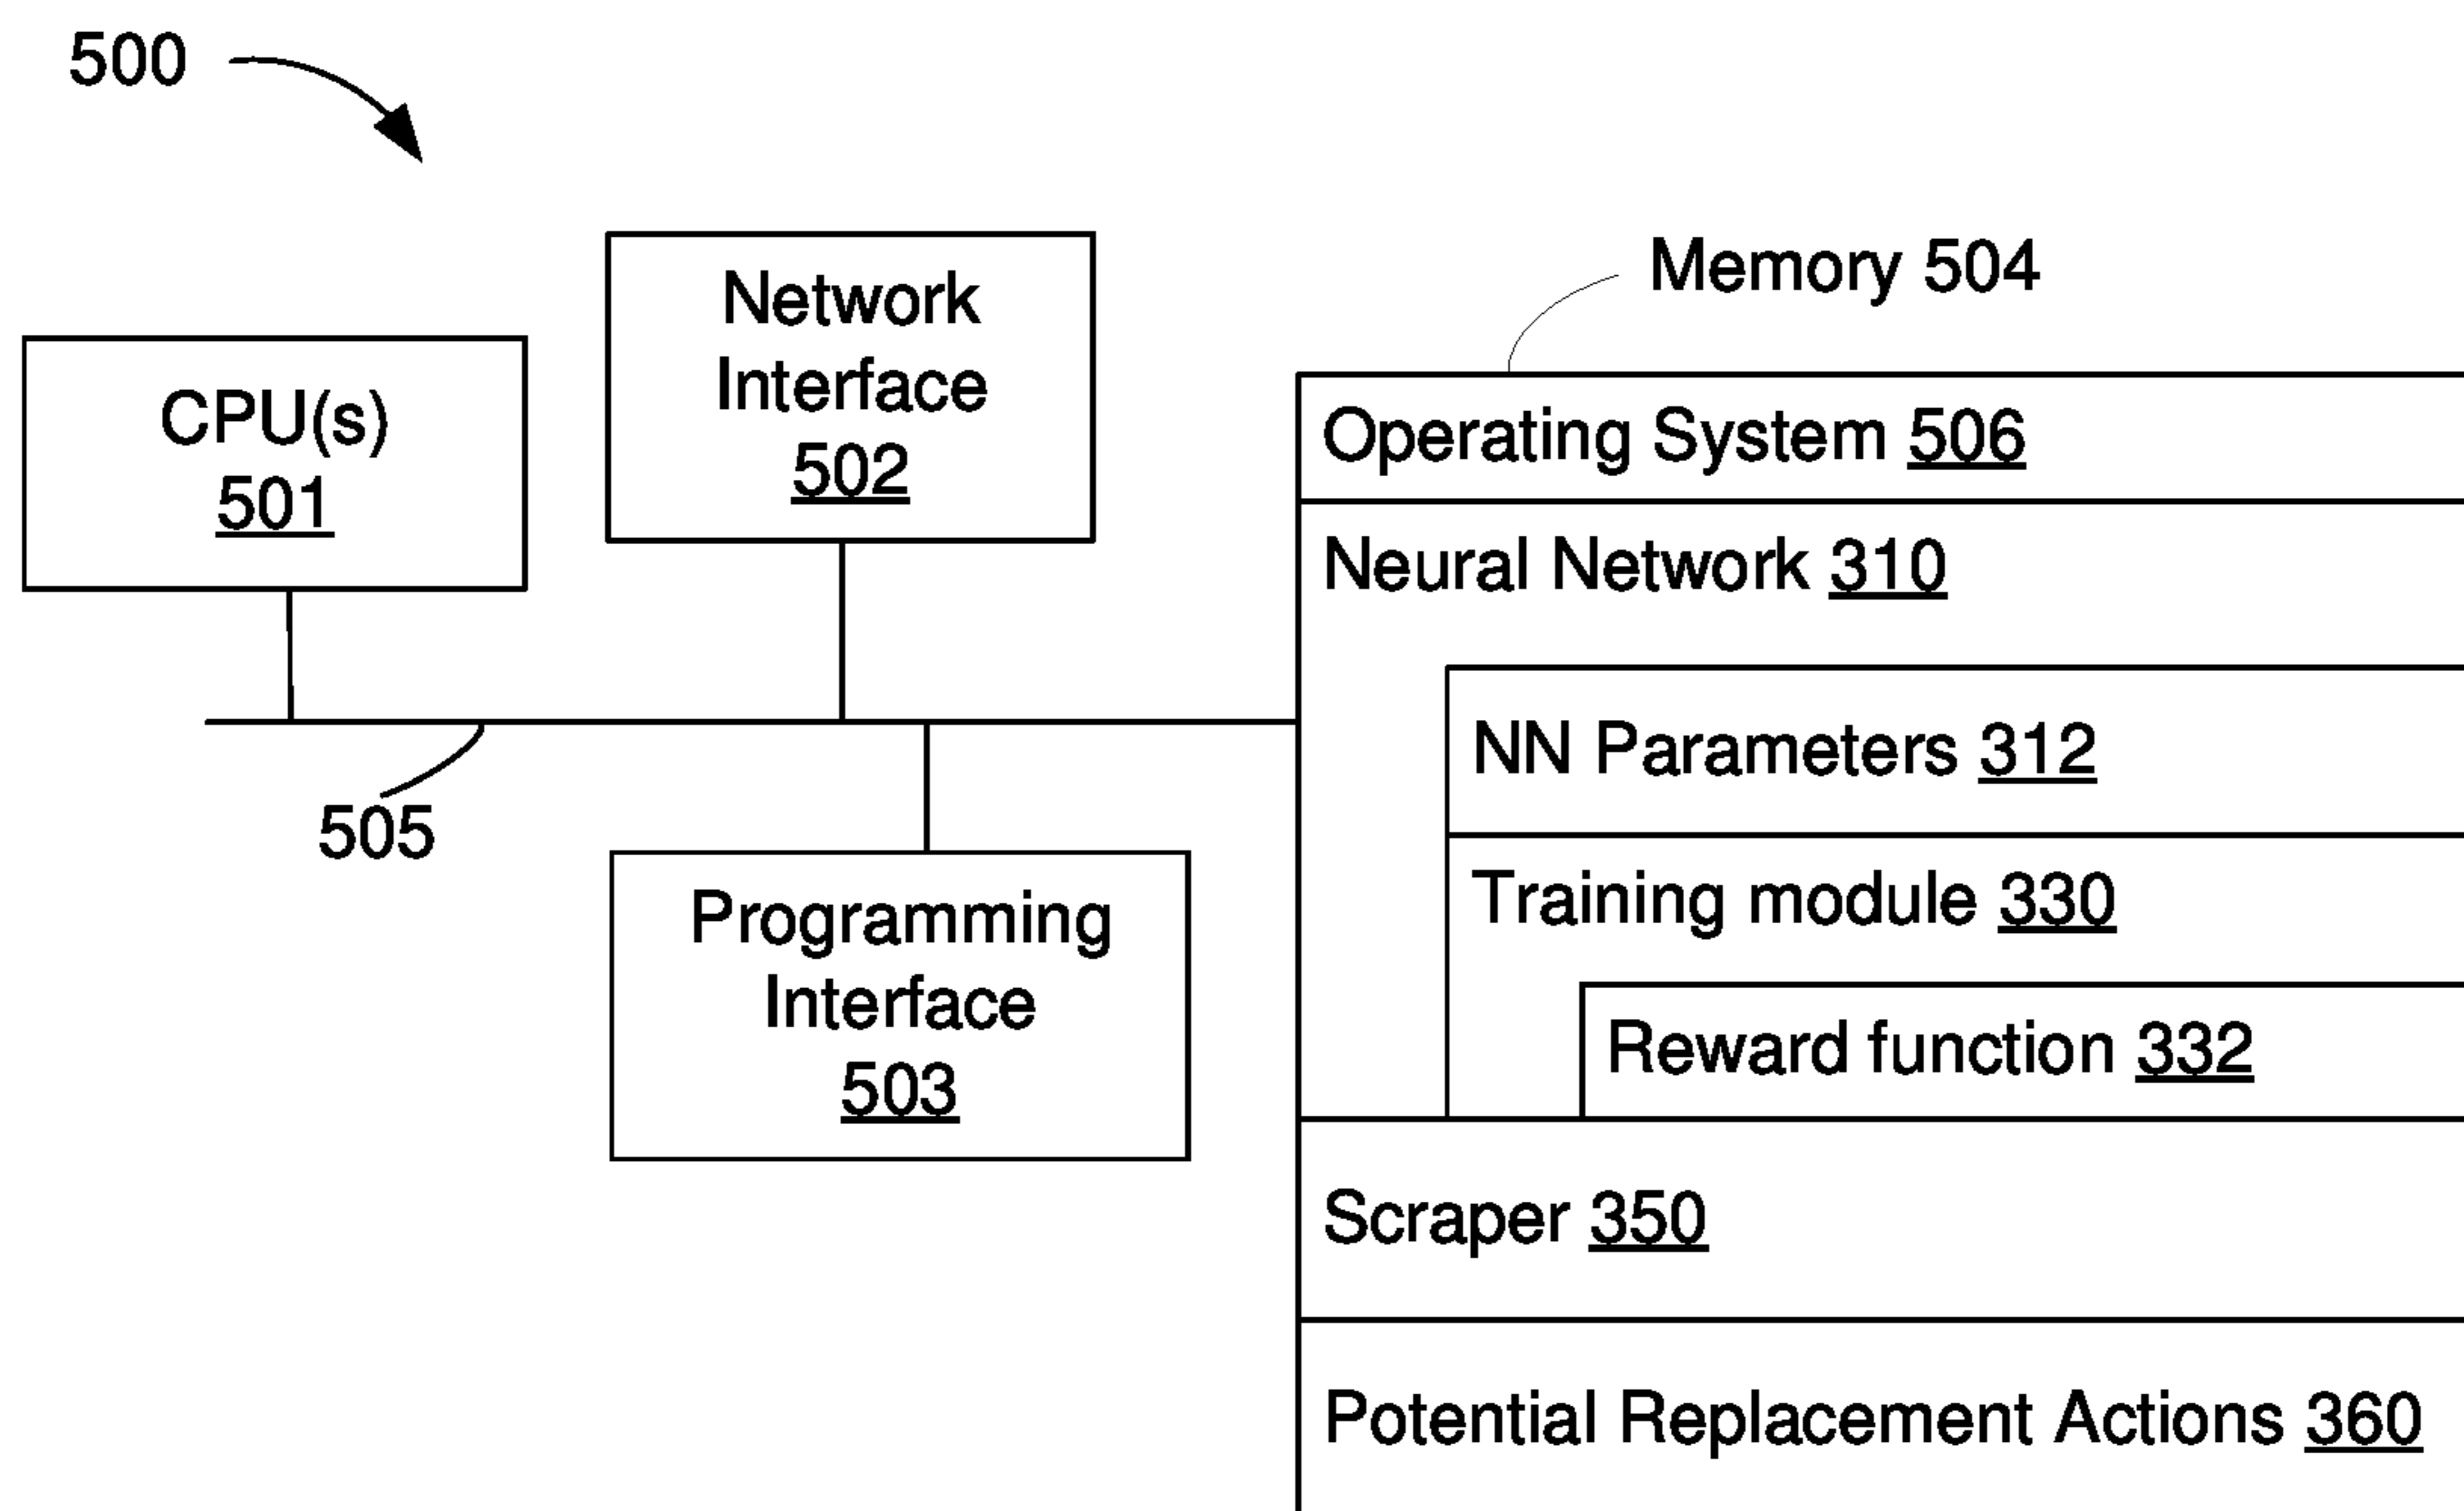 500
CPU(s)
501
Network
Interface
502
505
Programming
Interface
503
Memory 504
Operating System 506
Neural Network 310
NN Parameters 312
Training module 330
Reward function 332
Scraper 350
Potential Replacement Actions 360